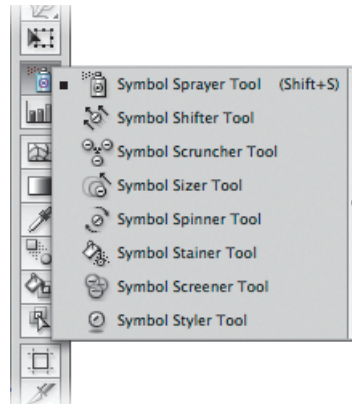 Symbol Sprayer Tool (Shift+S)
Symbol Shifter Tool
Symbol Scruncher Tool
Symbol Sizer Tool
Symbol Spinner Tool
Symbol Stainer Tool
Symbol Screener Tool
Symbol Styler Tool